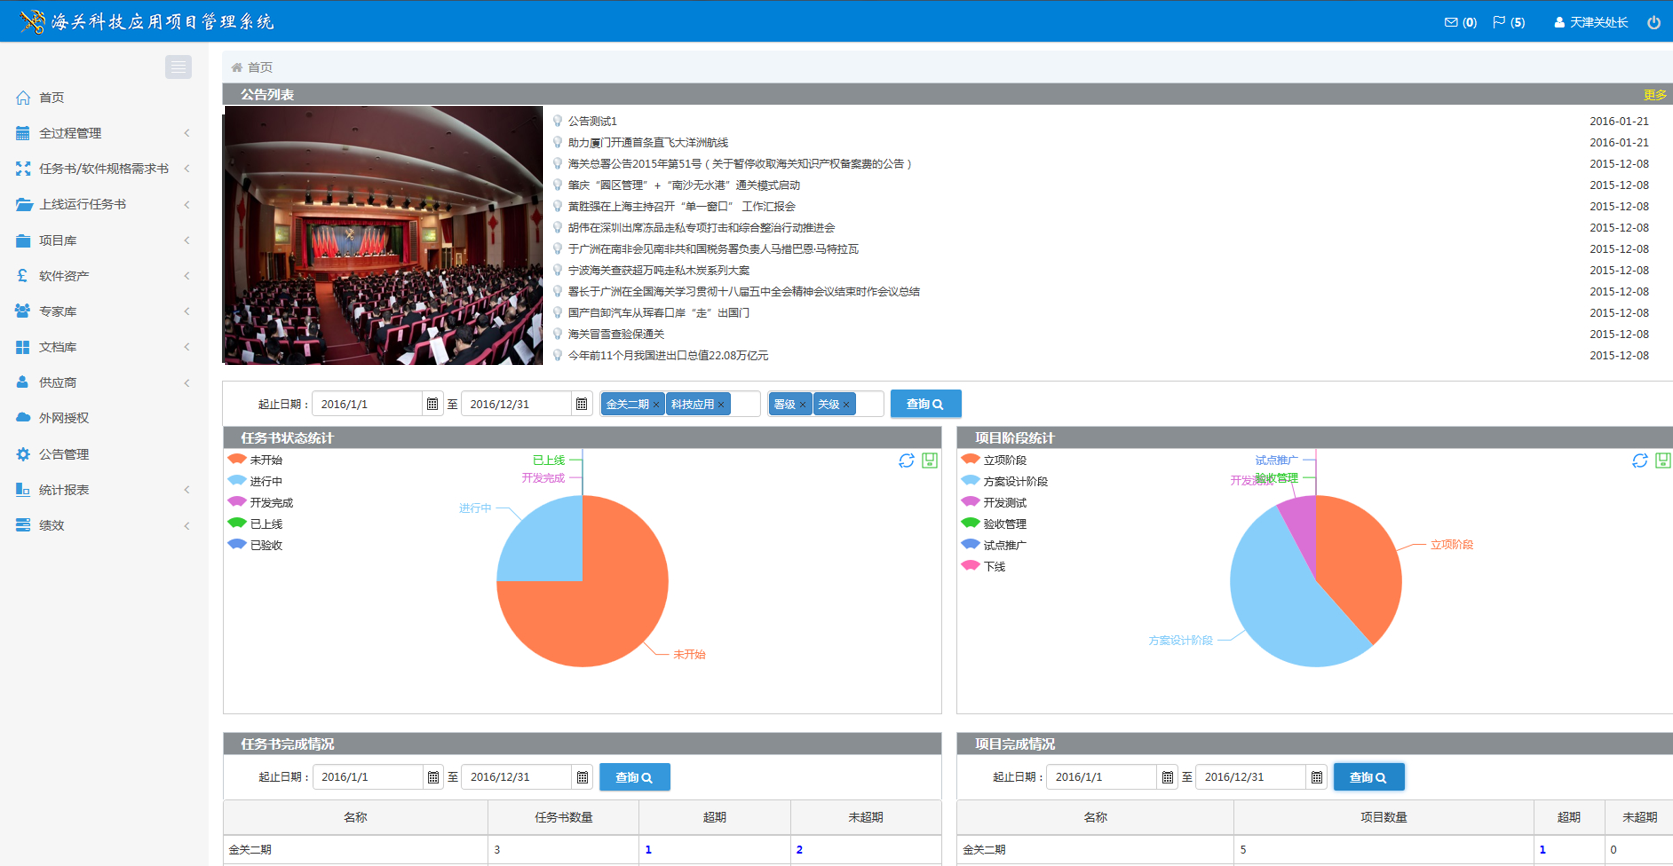 海关科技应用项目管理系统
(0) (5) 天津关处长
首页
首页
全过程管理
任务书/软件规格需求书
上线运行任务书
项目库
软件资产
专家库
文档库
供应商
外网授权
公告管理
统计报表
绩效
公告列表 更多
公告测试1 2016-01-21
助力厦门开通首条直飞大洋洲航线 2016-01-21
海关总署公告2015年第51号（关于暂停收取海关知识产权备案费的公告） 2015-12-08
肇庆“园区管理”+“南沙无水港”通关模式启动 2015-12-08
黄胜强在上海主持召开“单一窗口” 工作汇报会 2015-12-08
胡伟在深圳出席冻品走私专项打击和综合整治行动推进会 2015-12-08
于广洲在南非会见南非共和国税务署负责人马措巴恩·马特拉瓦 2015-12-08
宁波海关查获超万吨走私木炭系列大案 2015-12-08
署长于广洲在全国海关学习贯彻十八届五中全会精神会议结束时作会议总结 2015-12-08
国产自卸汽车从珲春口岸“走”出国门 2015-12-08
海关冒雪查验保通关 2015-12-08
今年前11个月我国进出口总值22.08万亿元 2015-12-08
起止日期： 2016/1/1 至 2016/12/31 金关二期 × 科技应用 × 署级 × 关级 × 查询
任务书状态统计
未开始
进行中
开发完成
已上线
已验收
已上线
开发完成
进行中
未开始
项目阶段统计
立项阶段
方案设计阶段
开发测试
验收管理
试点推广
下线
试点推广
验收管理
开发测试
立项阶段
方案设计阶段
任务书完成情况
起止日期： 2016/1/1 至 2016/12/31 查询
名称 任务书数量 超期 未超期
金关二期 3 1 2
项目完成情况
起止日期： 2016/1/1 至 2016/12/31 查询
名称 项目数量 超期 未超期
金关二期 5 1 0